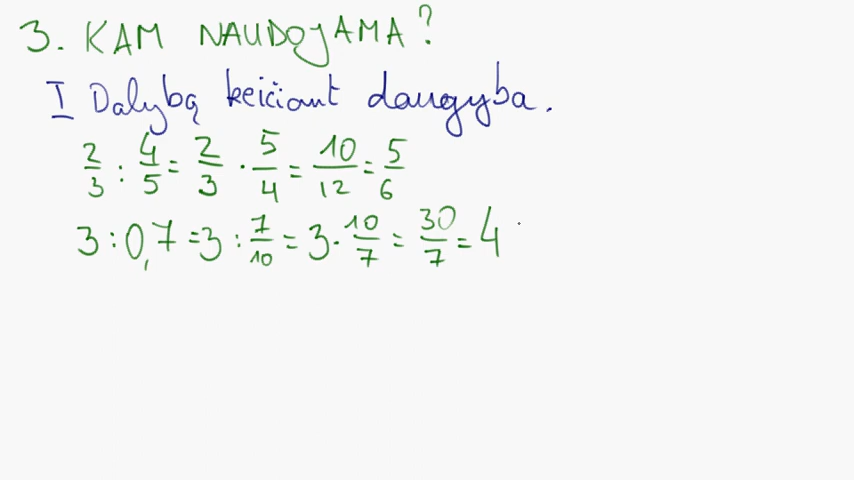 3. KAM NAUDOJAMA?
I Dalybą keičiant daugyba.
2/3 : 4/5 = 2/3 · 5/4 = 10/12 = 5/6
3 : 0,7 = 3 : 7/10 = 3 · 10/7 = 30/7 = 4